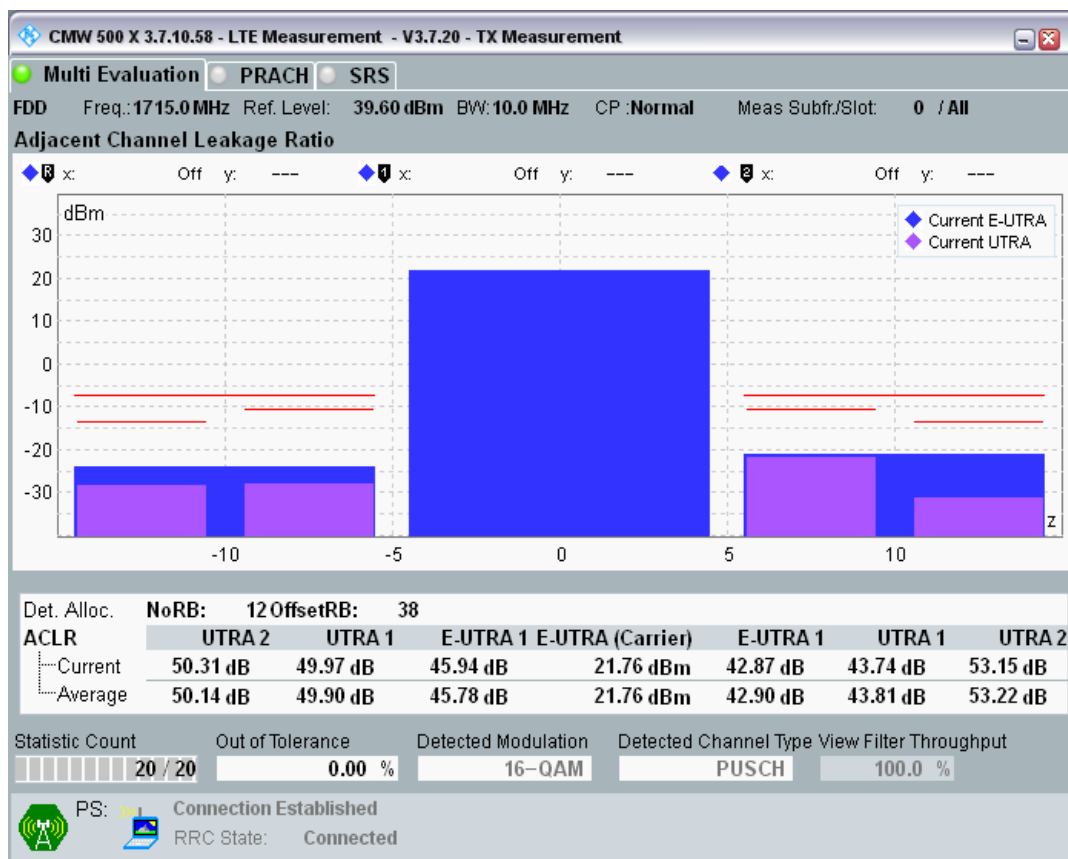 CMW 500 X 3.7.10.58 - LTE Measurement - V3.7.20 - TX Measurement
Multi Evaluation PRACH SRS
FDD Freq.: 1715.0 MHz Ref. Level: 39.60 dBm BW: 10.0 MHz CP :Normal Meas Subfr./Slot: 0 / All
Adjacent Channel Leakage Ratio
R x: Off y: --- 1 x: Off y: --- 2 x: Off y: ---
dBm
Current E-UTRA
Current UTRA
30
20
10
0
-10
-20
-30
z
-10 -5 0 5 10
Det. Alloc. NoRB: 12 OffsetRB: 38
ACLR UTRA 2 UTRA 1 E-UTRA 1 E-UTRA (Carrier) E-UTRA 1 UTRA 1 UTRA 2
Current 50.31 dB 49.97 dB 45.94 dB 21.76 dBm 42.87 dB 43.74 dB 53.15 dB
Average 50.14 dB 49.90 dB 45.78 dB 21.76 dBm 42.90 dB 43.81 dB 53.22 dB
Statistic Count Out of Tolerance Detected Modulation Detected Channel Type View Filter Throughput
20 / 20 0.00 % 16-QAM PUSCH 100.0 %
PS: Connection Established
RRC State: Connected